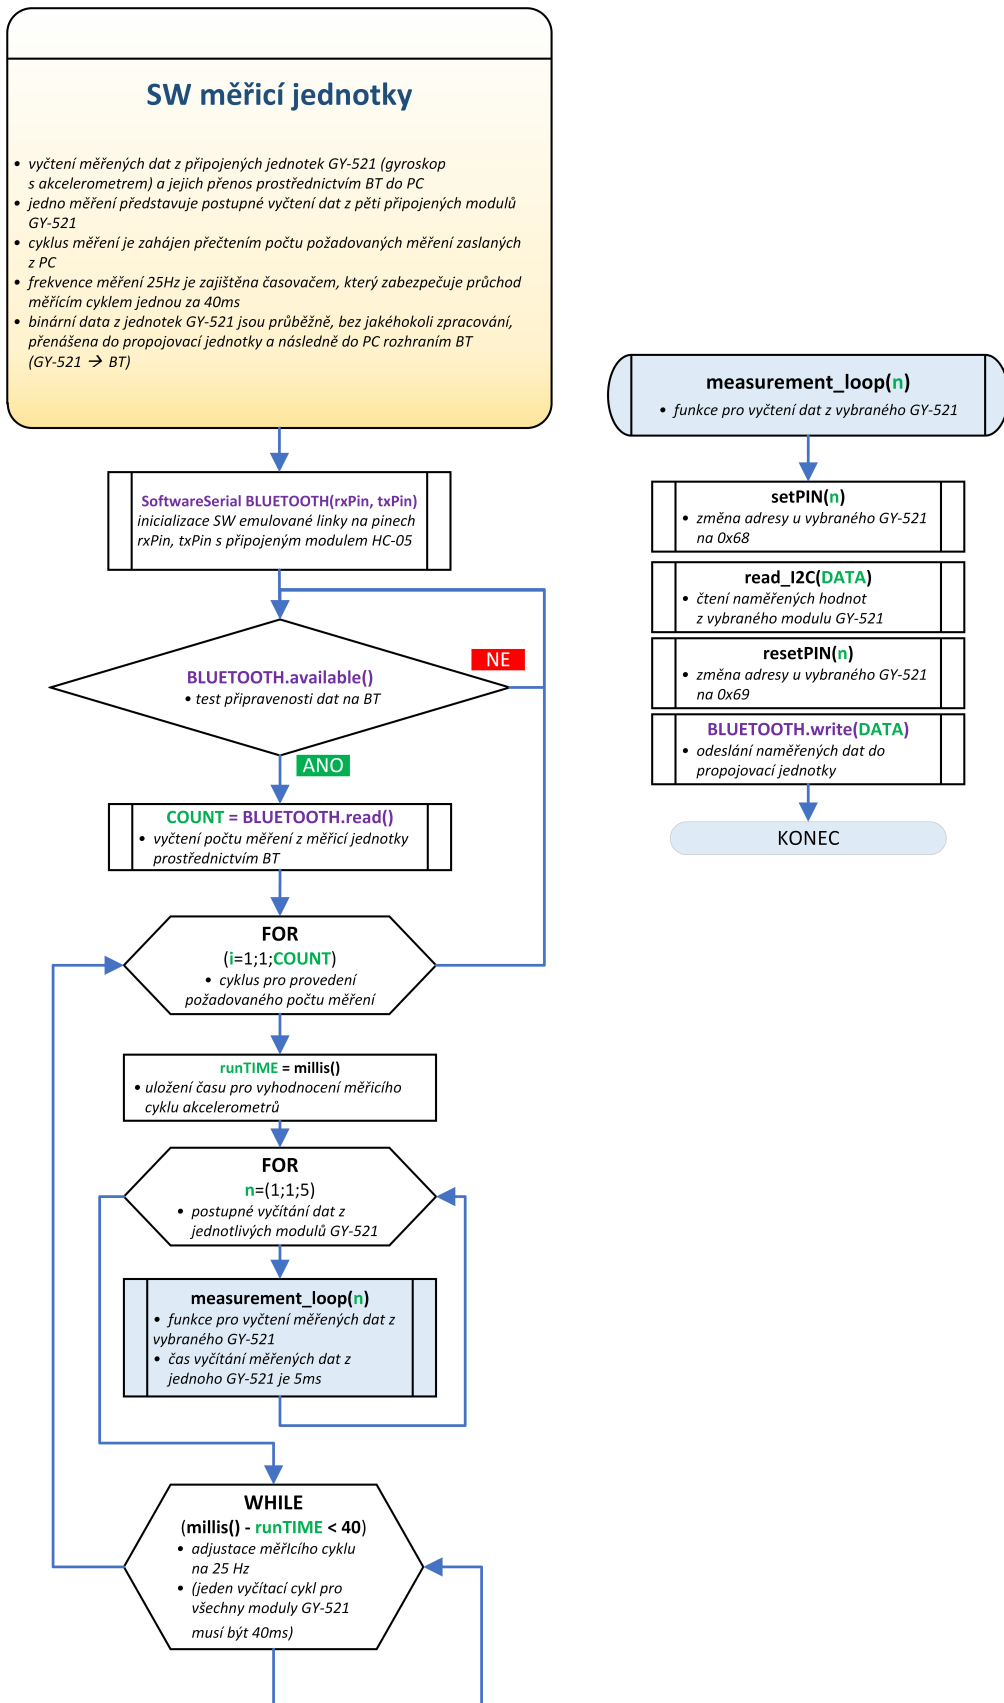 SW měřicí jednotky
• vyčtení měřených dat z připojených jednotek GY-521 (gyroskop
s akcelerometrem) a jejich přenos prostřednictvím BT do PC
• jedno měření představuje postupné vyčtení dat z pěti připojených modulů
GY-521
• cyklus měření je zahájen přečtením počtu požadovaných měření zaslaných
z PC
• frekvence měření 25Hz je zajištěna časovačem, který zabezpečuje průchod
měřícím cyklem jednou za 40ms
• binární data z jednotek GY-521 jsou průběžně, bez jakéhokoli zpracování,
přenášena do propojovací jednotky a následně do PC rozhraním BT
(GY-521 → BT)
SoftwareSerial BLUETOOTH(rxPin, txPin)
inicializace SW emulované linky na pinech
rxPin, txPin s připojeným modulem HC-05
NE
BLUETOOTH.available()
• test připravenosti dat na BT
ANO
COUNT = BLUETOOTH.read()
• vyčtení počtu měření z měřicí jednotky
prostřednictvím BT
FOR
(i=1;1;COUNT)
• cyklus pro provedení
požadovaného počtu měření
runTIME = millis()
• uložení času pro vyhodnocení měřicího
cyklu akcelerometrů
FOR
n=(1;1;5)
• postupné vyčítání dat z
jednotlivých modulů GY-521
measurement_loop(n)
• funkce pro vyčtení měřených dat z
vybraného GY-521
• čas vyčítání měřených dat z
jednoho GY-521 je 5ms
WHILE
(millis() - runTIME < 40)
• adjustace měřIcího cyklu
na 25 Hz
• (jeden vyčítací cykl pro
všechny moduly GY-521
musí být 40ms)
measurement_loop(n)
• funkce pro vyčtení dat z vybraného GY-521
setPIN(n)
• změna adresy u vybraného GY-521
na 0x68
read_I2C(DATA)
• čtení naměřených hodnot
z vybraného modulu GY-521
resetPIN(n)
• změna adresy u vybraného GY-521
na 0x69
BLUETOOTH.write(DATA)
• odeslání naměřených dat do
propojovací jednotky
KONEC